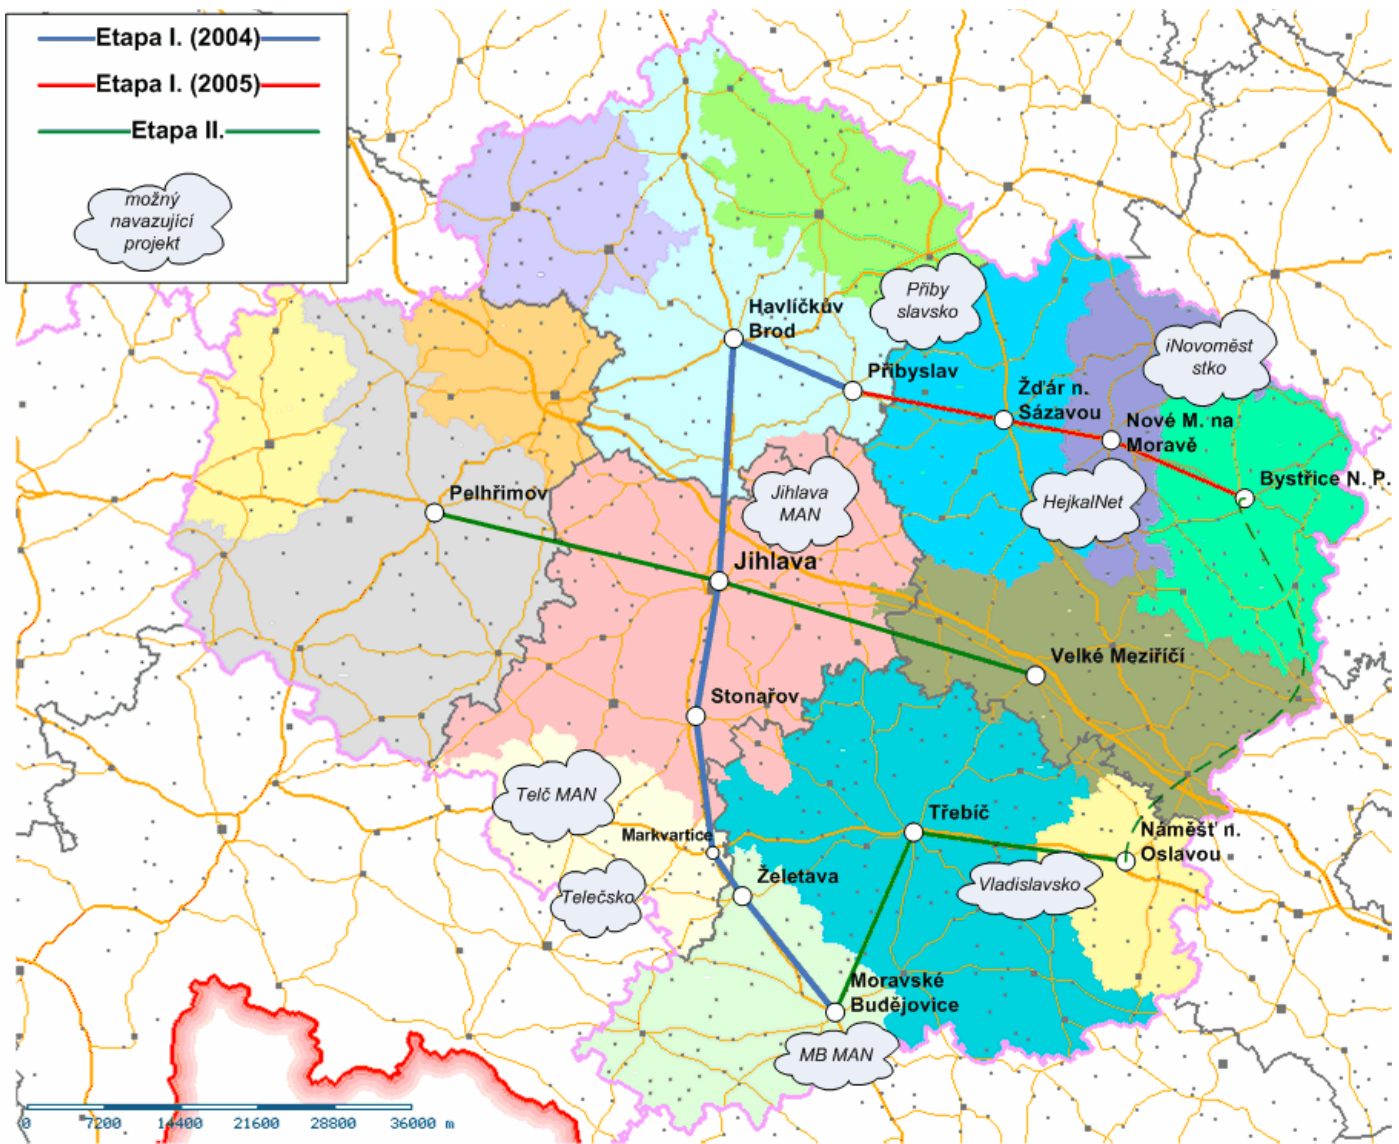 Etapa I. (2004)
Etapa I. (2005)
Etapa II.
možný
navazující
projekt
Havlíčkův
Brod
Přiby
slavsko
Přibyslav
iNovoměst
stko
Žďár n.
Sázavou
Nové M. na
Moravě
Bystřice N. P.
Pelhřimov
Jihlava
MAN
HejkalNet
Jihlava
Velké Meziříčí
Stonařov
Telč MAN
Markvartice
Třebíč
Náměšť n.
Oslavou
Želetava
Telečsko
Vladislavsko
Moravské
Budějovice
MB MAN
0 7200 14400 21600 28800 36000 m